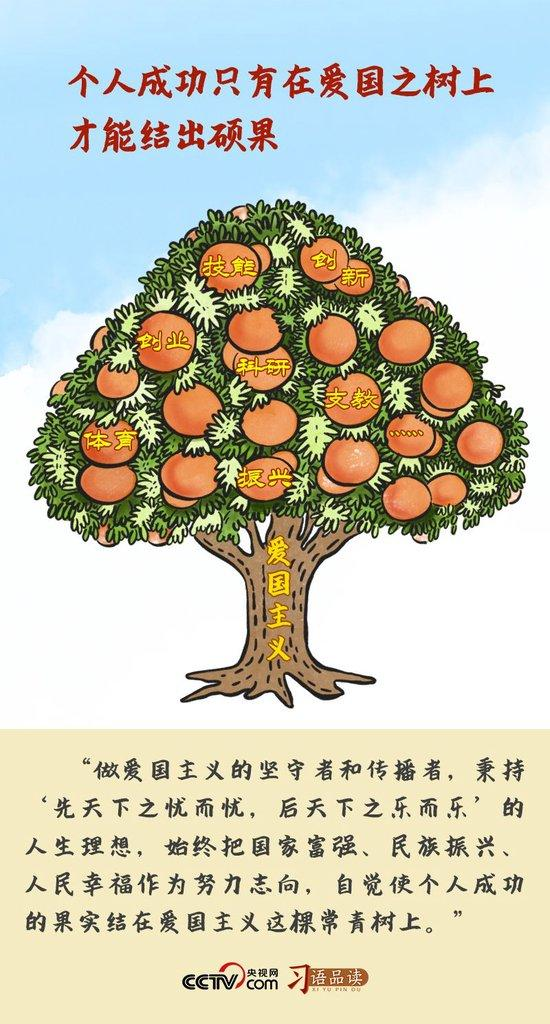 个人成功只有在爱国之树上
才能结出硕果
技能
创新
创业
科研
支教
体育
……
振兴
爱国主义
“做爱国主义的坚守者和传播者，秉持
‘先天下之忧而忧，后天下之乐而乐’的
人生理想，始终把国家富强、民族振兴、
人民幸福作为努力志向，自觉使个人成功
的果实结在爱国主义这棵常青树上。”
CCTV.com 央视网
习语品读
XI YU PIN DU